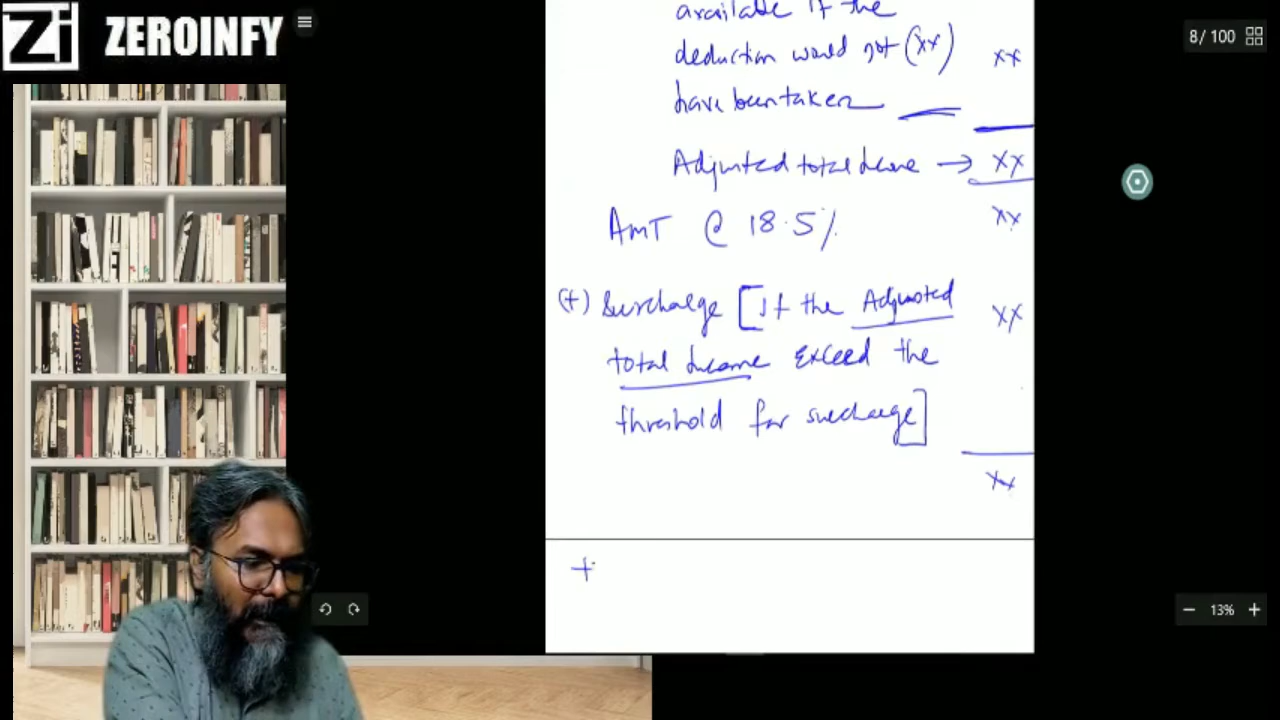 Zi ZEROINFY
8/100
available if the
deduction would not (xx) xx
have been taken
Adjusted total Income → xx
AMT @ 18.5% xx
(+) Surcharge [If the Adjusted xx
total Income exceed the
threshold for surcharge]
xx
+
13%